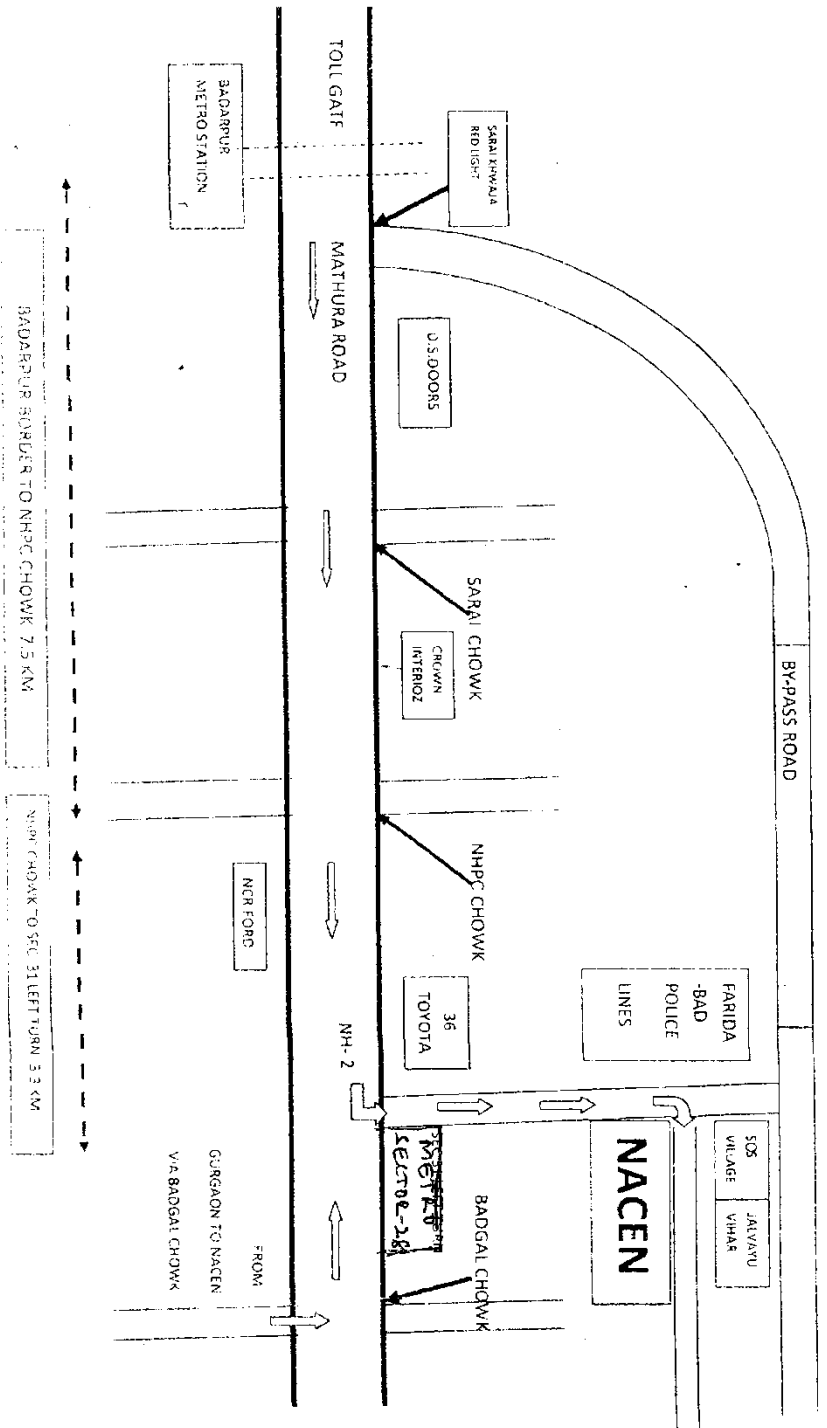 TOLL GATE
BADARPUR
METRO STATION
SARAI KHWAJA
RED LIGHT
MATHURA ROAD
D.S.DOORS
BY-PASS ROAD
SARAI CHOWK
CROWN
INTERIOZ
NHPC CHOWK
NCR FORD
36
TOYOTA
FARIDA
-BAD
POLICE
LINES
NH- 2
SOS
VILLAGE
JALVAYU
VIHAR
NACEN
METRO
SECTOR-28
BADGAL CHOWK
FROM
GURGAON TO NACEN
VIA BADGAL CHOWK
BADARPUR BORDER TO NHPC CHOWK 7.5 KM
NHPC CHOWK TO SEC 31 LEFT TURN 3.3 KM